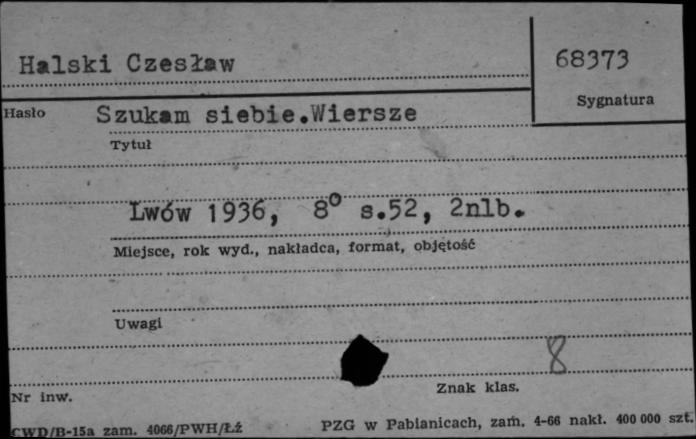 Halski Czesław
68373
Sygnatura
Hasło
Szukam siebie.Wiersze
Tytuł
Lwów 1936, 8º s.52, 2nlb.
Miejsce, rok wyd., nakładca, format, objętość
Uwagi
8
Nr inw.
Znak klas.
CWD/B-15a zam. 4066/PWH/Łź
PZG w Pabianicach, zam. 4-66 nakł. 400 000 szt.